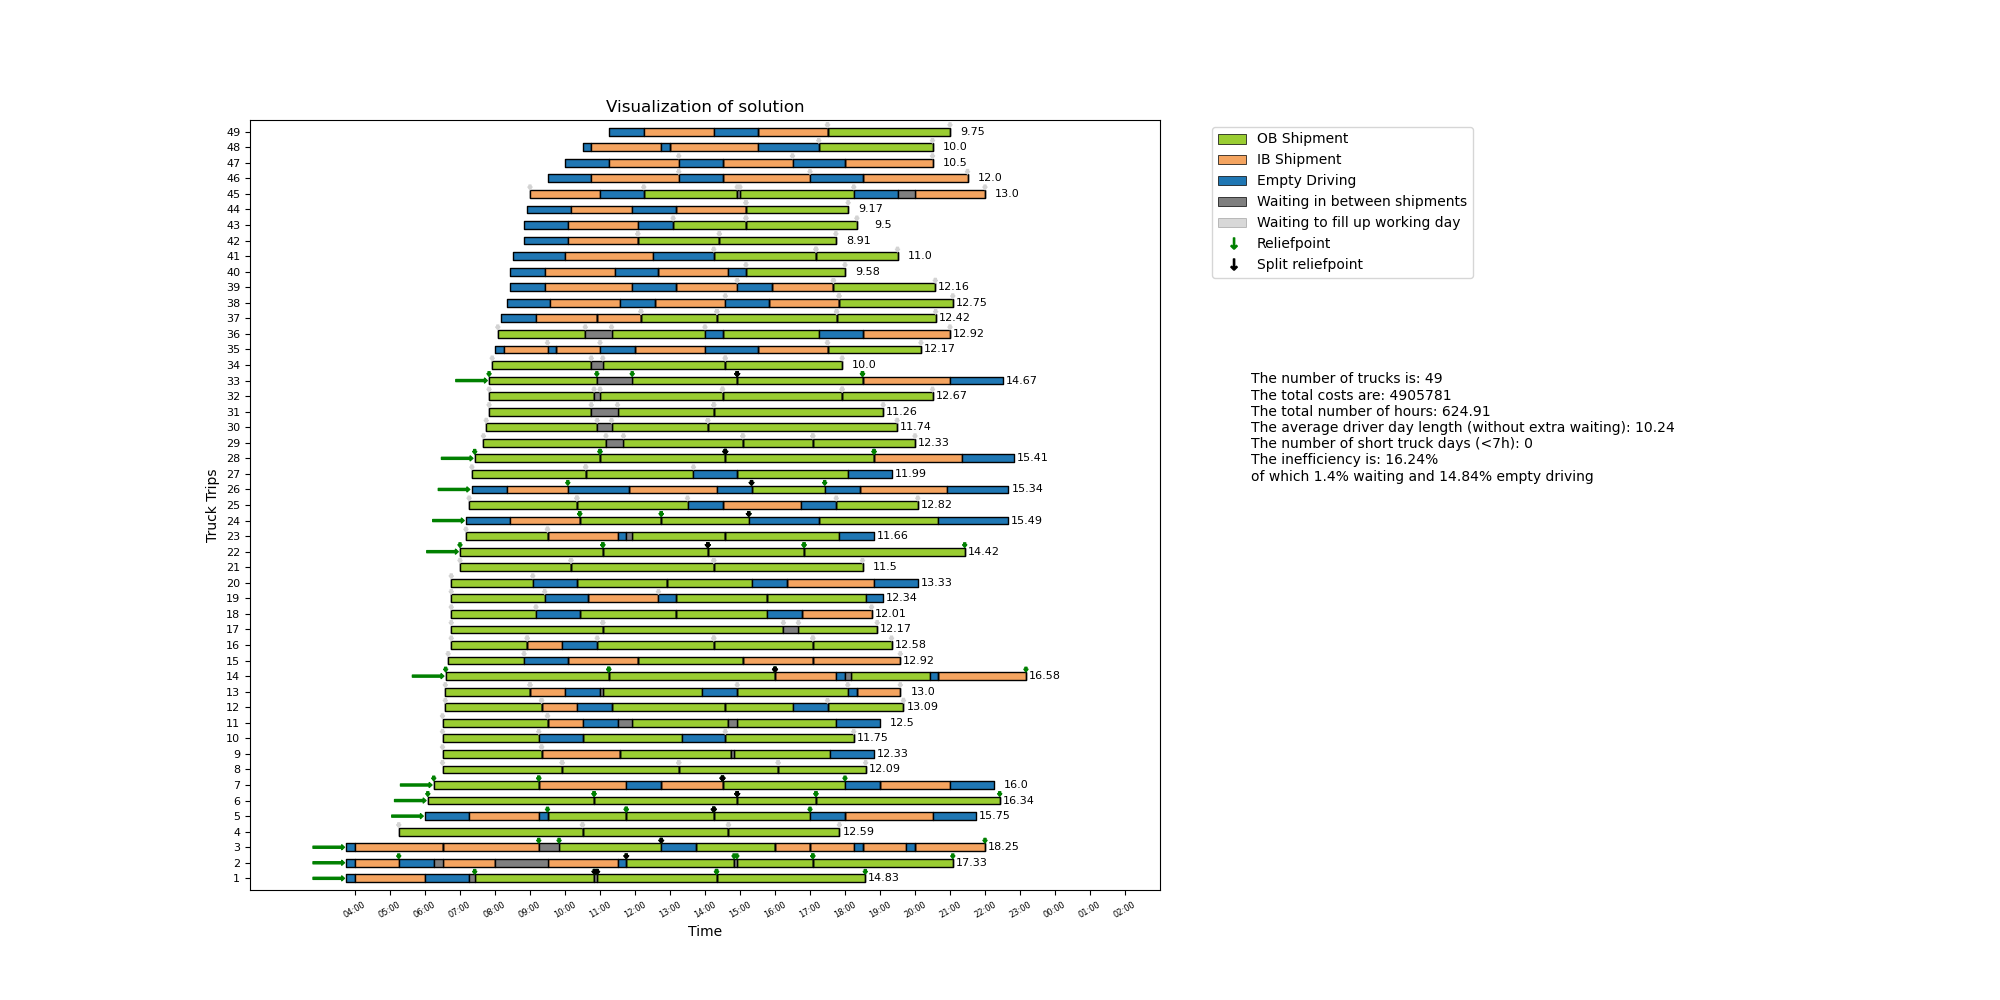 Visualization of solution
49 9.75
48 10.0
47 10.5
46 12.0
45 13.0
44 9.17
43 9.5
42 8.91
41 11.0
40 9.58
39 12.16
38 12.75
37 12.42
36 12.92
35 12.17
34 10.0
33 14.67
32 12.67
31 11.26
30 11.74
29 12.33
28 15.41
27 11.99
26 15.34
25 12.82
24 15.49
23 11.66
22 14.42
21 11.5
20 13.33
19 12.34
18 12.01
17 12.17
16 12.58
15 12.92
14 16.58
13 13.0
12 13.09
11 12.5
10 11.75
9 12.33
8 12.09
7 16.0
6 16.34
5 15.75
4 12.59
3 18.25
2 17.33
1 14.83
Truck Trips
04:00 05:00 06:00 07:00 08:00 09:00 10:00 11:00 12:00 13:00 14:00 15:00 16:00 17:00 18:00 19:00 20:00 21:00 22:00 23:00 00:00 01:00 02:00
Time
OB Shipment
IB Shipment
Empty Driving
Waiting in between shipments
Waiting to fill up working day
Reliefpoint
Split reliefpoint
The number of trucks is: 49
The total costs are: 4905781
The total number of hours: 624.91
The average driver day length (without extra waiting): 10.24
The number of short truck days (<7h): 0
The inefficiency is: 16.24%
of which 1.4% waiting and 14.84% empty driving